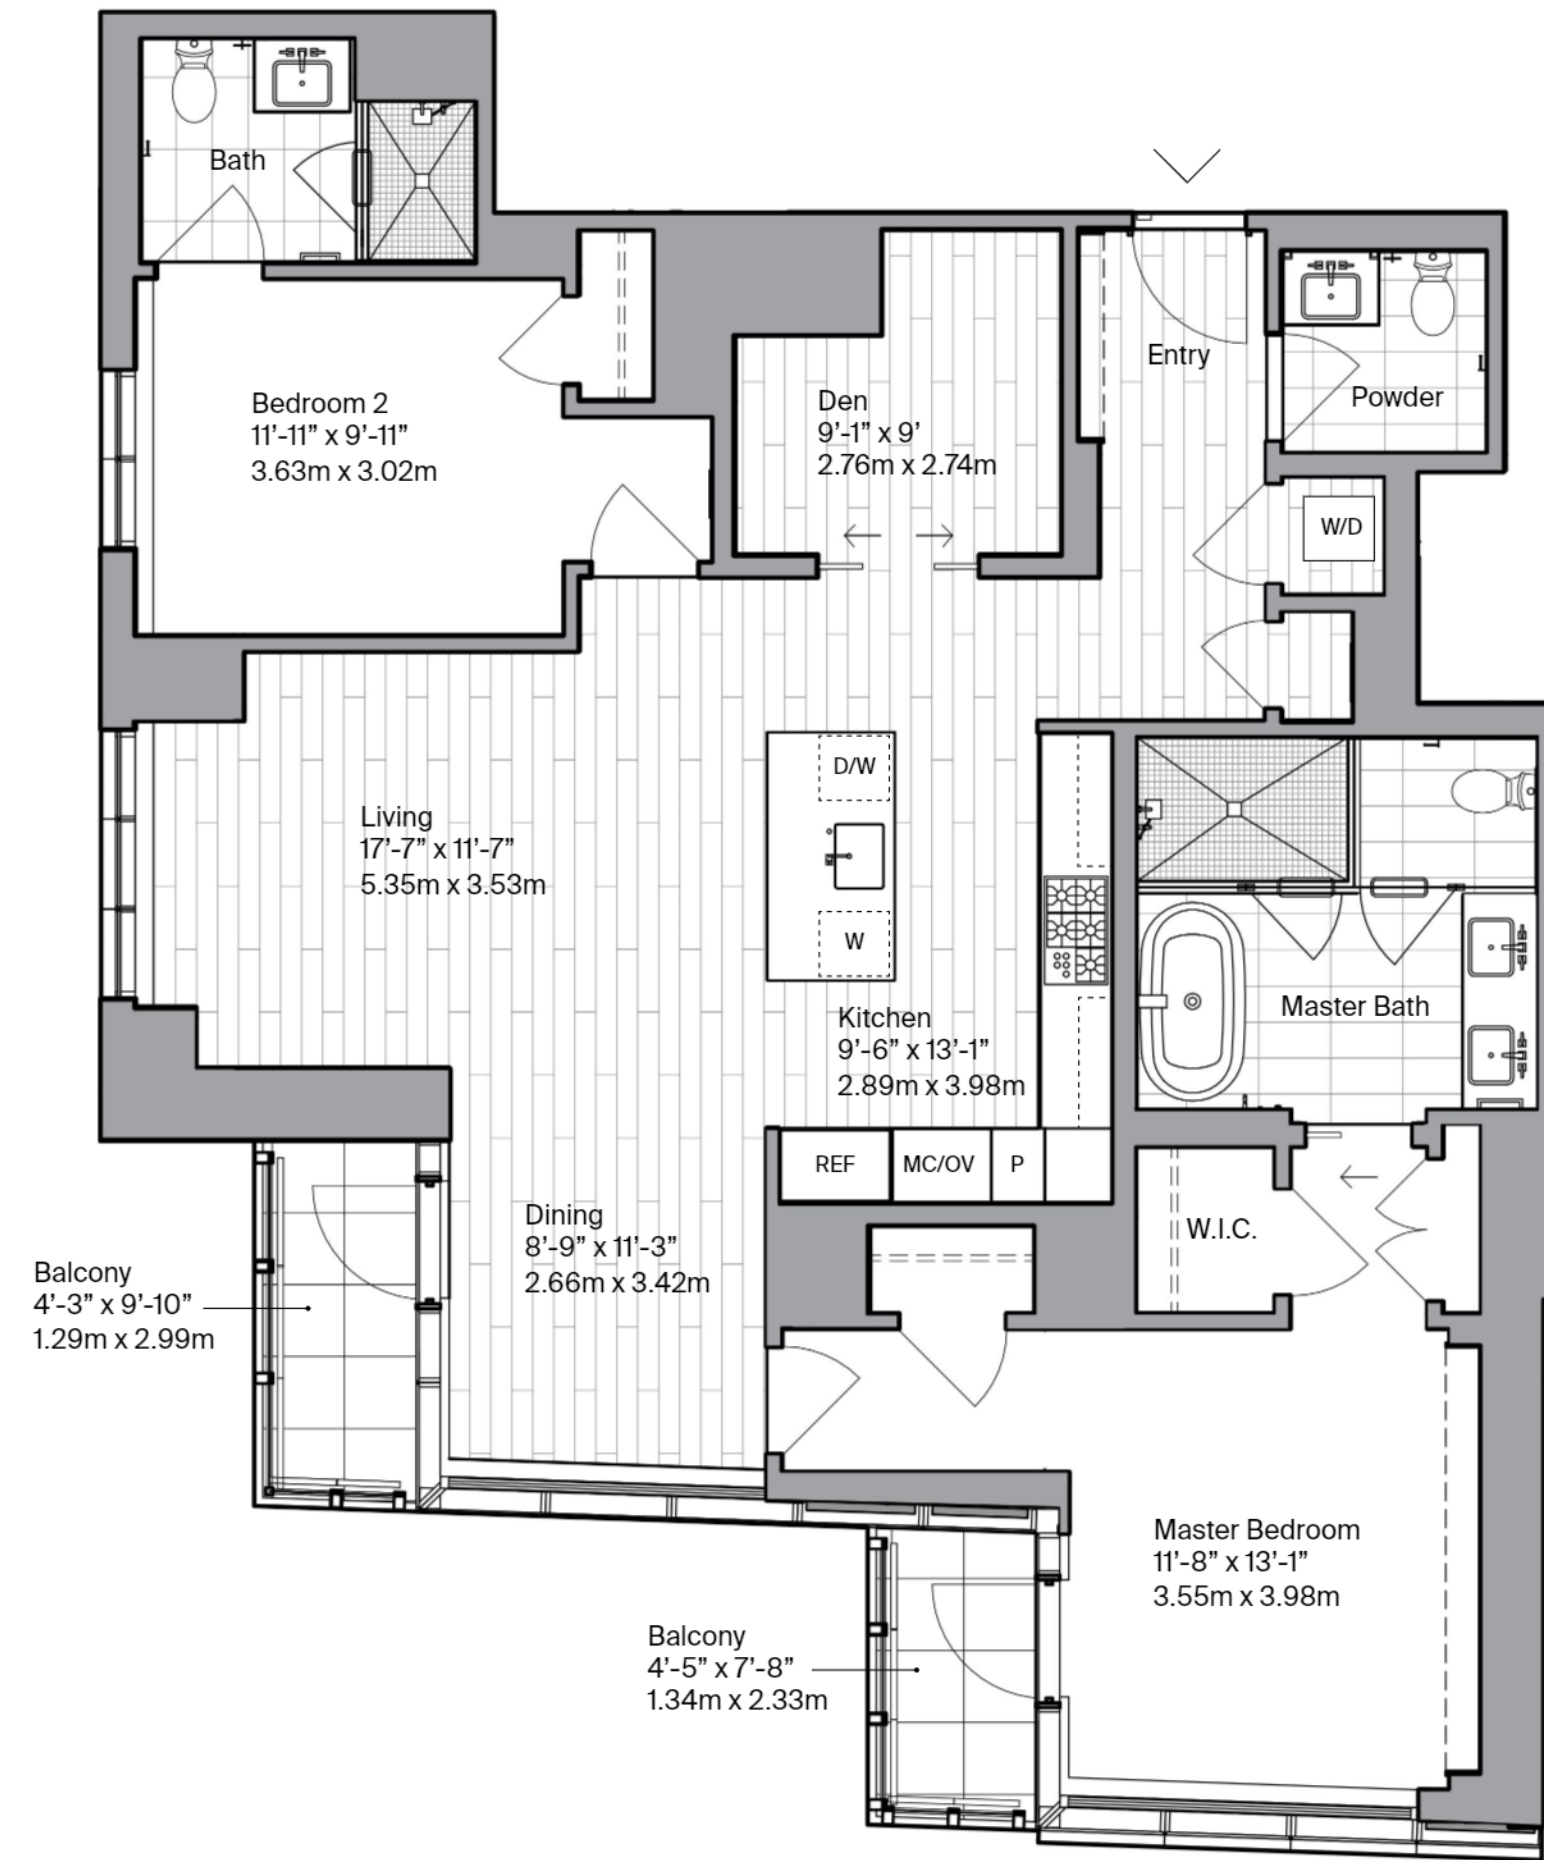 Bath
Bedroom 2
11’-11” x 9’-11”
3.63m x 3.02m
Den
9’-1” x 9’
2.76m x 2.74m
Entry
Powder
W/D
Living
17’-7” x 11’-7”
5.35m x 3.53m
D/W
W
Kitchen
9’-6” x 13’-1”
2.89m x 3.98m
Master Bath
REF
MC/OV
P
W.I.C.
Dining
8’-9” x 11’-3”
2.66m x 3.42m
Balcony
4’-3” x 9’-10”
1.29m x 2.99m
Master Bedroom
11’-8” x 13’-1”
3.55m x 3.98m
Balcony
4’-5” x 7’-8”
1.34m x 2.33m